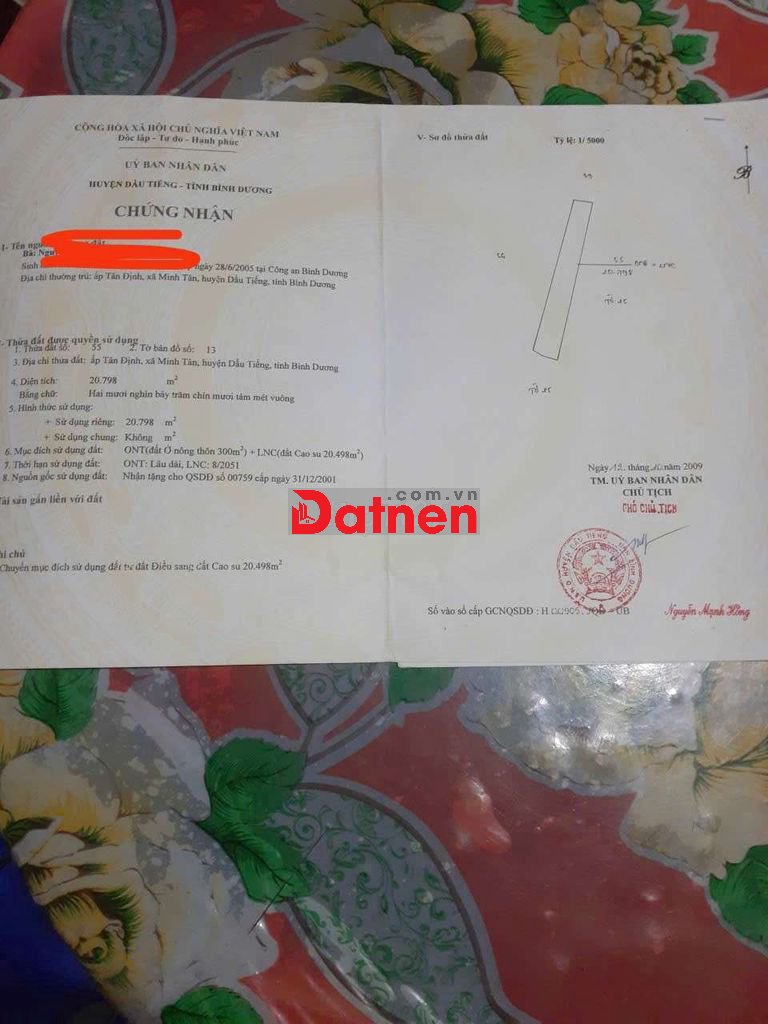 CỘNG HÒA XÃ HỘI CHỦ NGHĨA VIỆT NAM
Độc lập - Tự do - Hạnh phúc
UỶ BAN NHÂN DÂN
HUYỆN DẦU TIẾNG - TỈNH BÌNH DƯƠNG
CHỨNG NHẬN
I- Tên
Bà:
Sinh ngày 28/6/2005 tại Công an Bình Dương
Địa chỉ thường trú: ấp Tân Định, xã Minh Tân, huyện Dầu Tiếng, tỉnh Bình Dương
- Thửa đất được quyền sử dụng
1. Thửa đất số: 55 2. Tờ bản đồ số: 13
3. Địa chỉ thửa đất: ấp Tân Định, xã Minh Tân, huyện Dầu Tiếng, tỉnh Bình Dương
4. Diện tích: 20.798 m²
Bằng chữ: Hai mươi nghìn bảy trăm chín mươi tám mét vuông
5. Hình thức sử dụng:
+ Sử dụng riêng: 20.798 m²
+ Sử dụng chung: Không m²
6. Mục đích sử dụng đất: ONT(đất Ở nông thôn 300m²) + LNC(đất Cao su 20.498m²)
7. Thời hạn sử dụng đất: ONT: Lâu dài, LNC: 8/2051
8. Nguồn gốc sử dụng đất: Nhận tặng cho QSDĐ số 00759 cấp ngày 31/12/2001
Tài sản gắn liền với đất
hi chú
Chuyển mục đích sử dụng đất từ đất Điều sang đất Cao su 20.498m²
V- Sơ đồ thửa đất
Tỷ lệ: 1/ 5000
B
55
20.798
Tờ 25
Tờ 25
Ngày 12. tháng 10. năm 2009
TM. UỶ BAN NHÂN DÂN
CHỦ TỊCH
PHÓ CHỦ TỊCH
Số vào sổ cấp GCNQSDĐ : H
Nguyễn Mạnh Hùng
Datnen
.com.vn